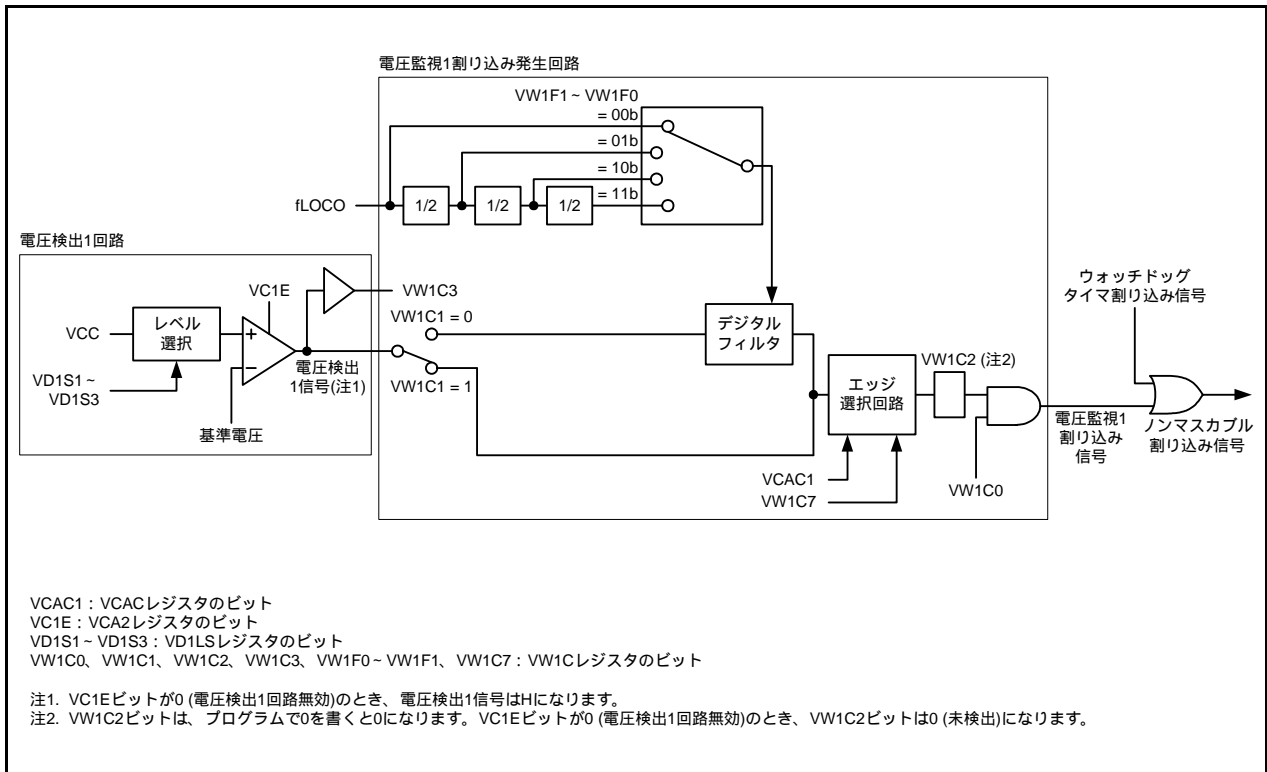 電圧監視1割り込み発生回路
VW1F1 ~ VW1F0
= 00b
= 01b
= 10b
= 11b
fLOCO
1/2
1/2
1/2
電圧検出1回路
VC1E
VW1C3
VW1C1 = 0
VCC
レベル
選択
+
−
電圧検出
1信号(注1)
VW1C1 = 1
VD1S1 ~
VD1S3
基準電圧
デジタル
フィルタ
エッジ
選択回路
VW1C2 (注2)
VCAC1
VW1C7
VW1C0
ウォッチドッグ
タイマ割り込み信号
電圧監視1
割り込み
信号
ノンマスカブル
割り込み信号
VCAC1 : VCACレジスタのビット
VC1E : VCA2レジスタのビット
VD1S1 ~ VD1S3 : VD1LSレジスタのビット
VW1C0、VW1C1、VW1C2、VW1C3、VW1F0 ~ VW1F1、VW1C7 : VW1Cレジスタのビット
注1. VC1Eビットが0 (電圧検出1回路無効)のとき、電圧検出1信号はHになります。
注2. VW1C2ビットは、プログラムで0を書くと0になります。VC1Eビットが0 (電圧検出1回路無効)のとき、VW1C2ビットは0 (未検出)になります。